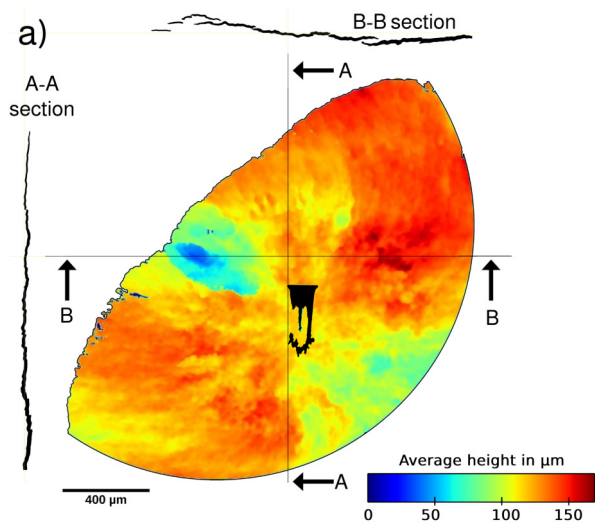 a)
B-B section
A-A
section
A
B
B
A
Average height in µm
0 50 100 150
400 µm